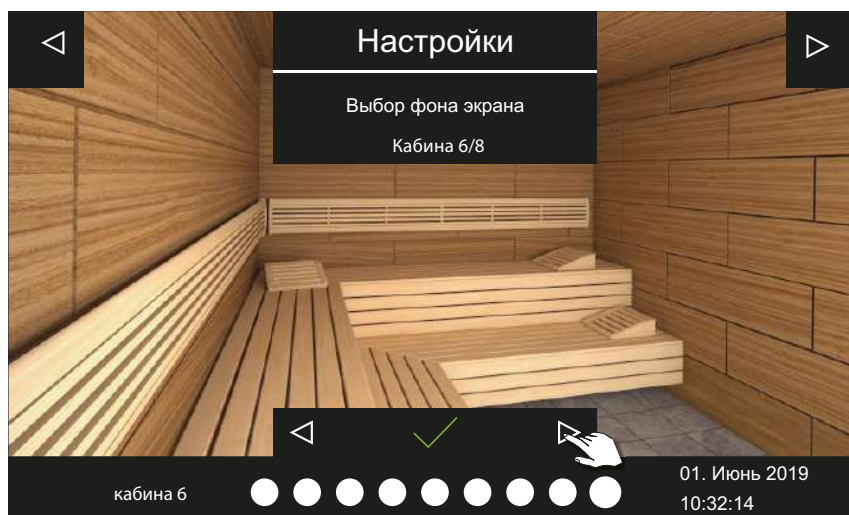 Настройки
Выбор фона экрана
Кабина 6/8
кабина 6
01. Июнь 2019
10:32:14